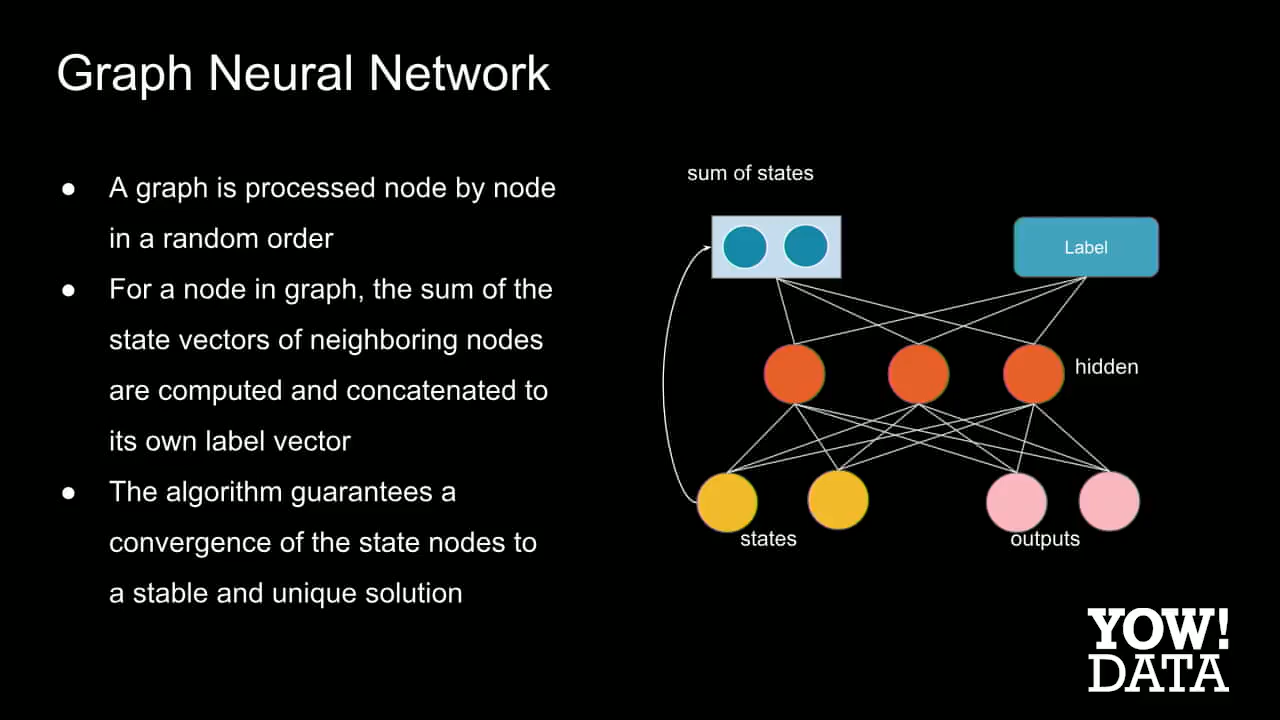 Graph Neural Network
● A graph is processed node by node
in a random order
● For a node in graph, the sum of the
state vectors of neighboring nodes
are computed and concatenated to
its own label vector
● The algorithm guarantees a
convergence of the state nodes to
a stable and unique solution
sum of states
Label
hidden
states
outputs
YOW!
DATA